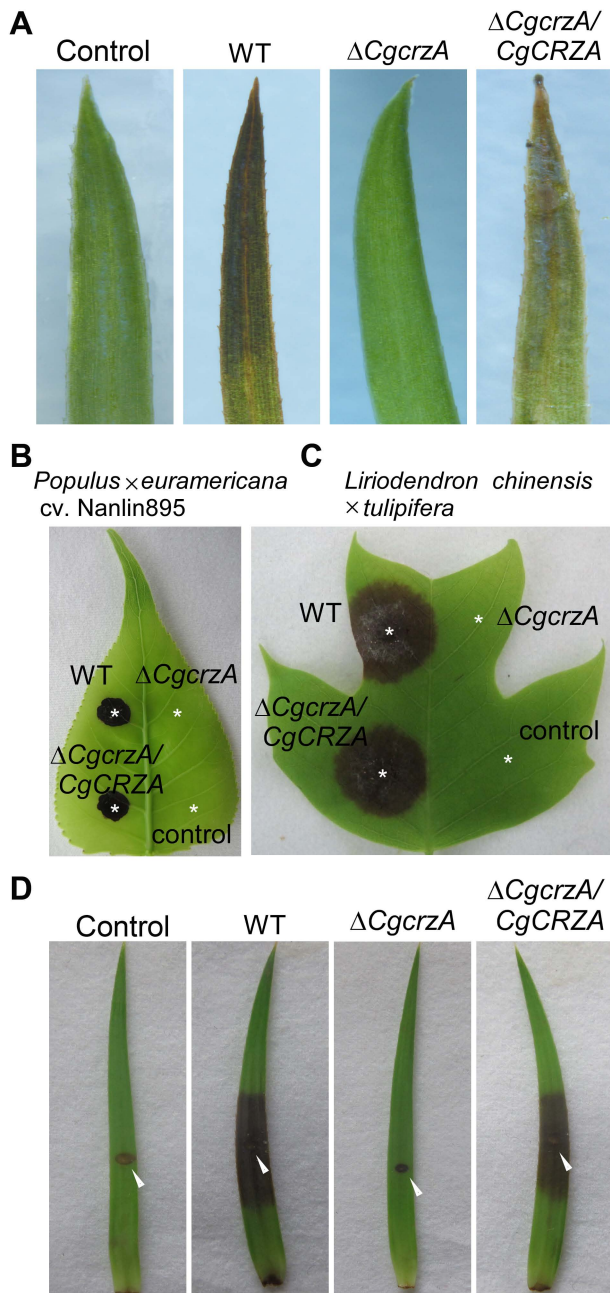 A
Control WT ΔCgcrzA ΔCgcrzA/
CgCRZA
B
Populus × euramericana
cv. Nanlin895
WT ΔCgcrzA
* *
ΔCgcrzA/
CgCRZA
* *
control
C
Liriodendron chinensis
× tulipifera
WT * * ΔCgcrzA
ΔCgcrzA/
CgCRZA control
* *
D
Control WT ΔCgcrzA ΔCgcrzA/
CgCRZA